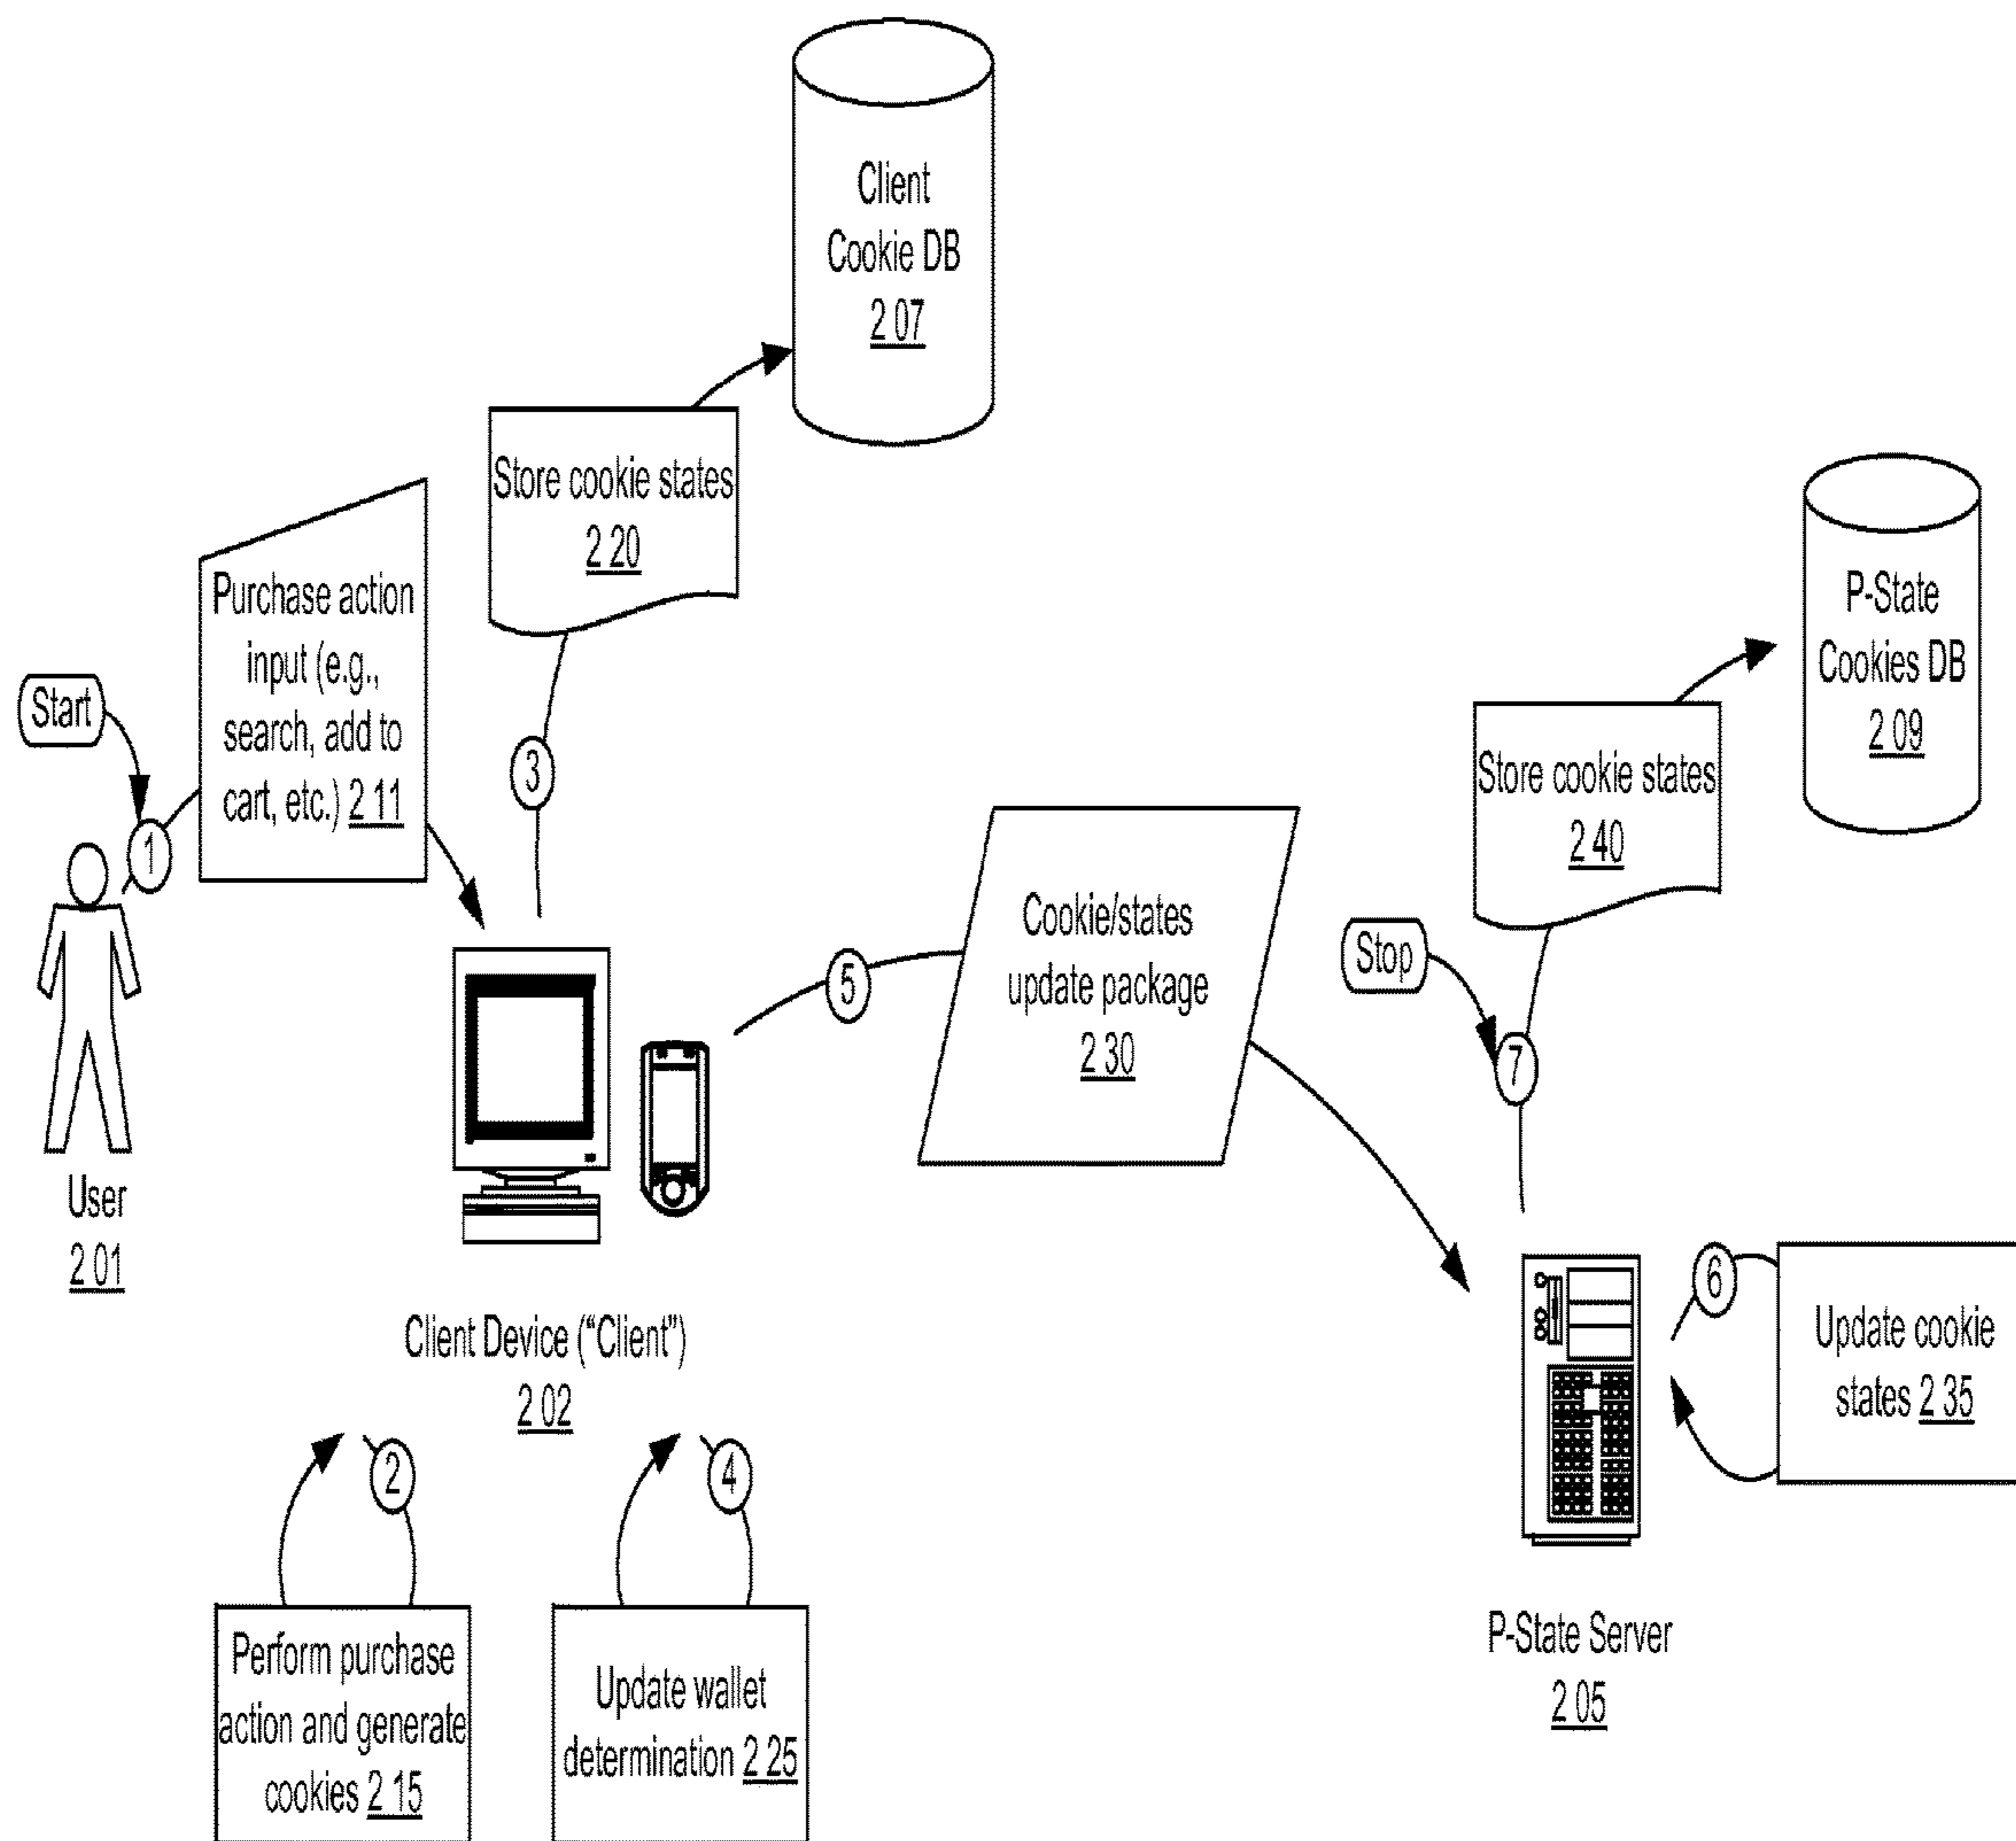 Client
Cookie DB
2 07
Store cookie states
2 20
Purchase action
input (e.g.,
search, add to
cart, etc.) 2 11
Start
1
3
User
2 01
Client Device ("Client")
2 02
2
Perform purchase
action and generate
cookies 2 15
4
Update wallet
determination 2 25
5
Cookie/states
update package
2 30
P-State
Cookies DB
2 09
Store cookie states
2 40
Stop
7
6
Update cookie
states 2 35
P-State Server
2 05